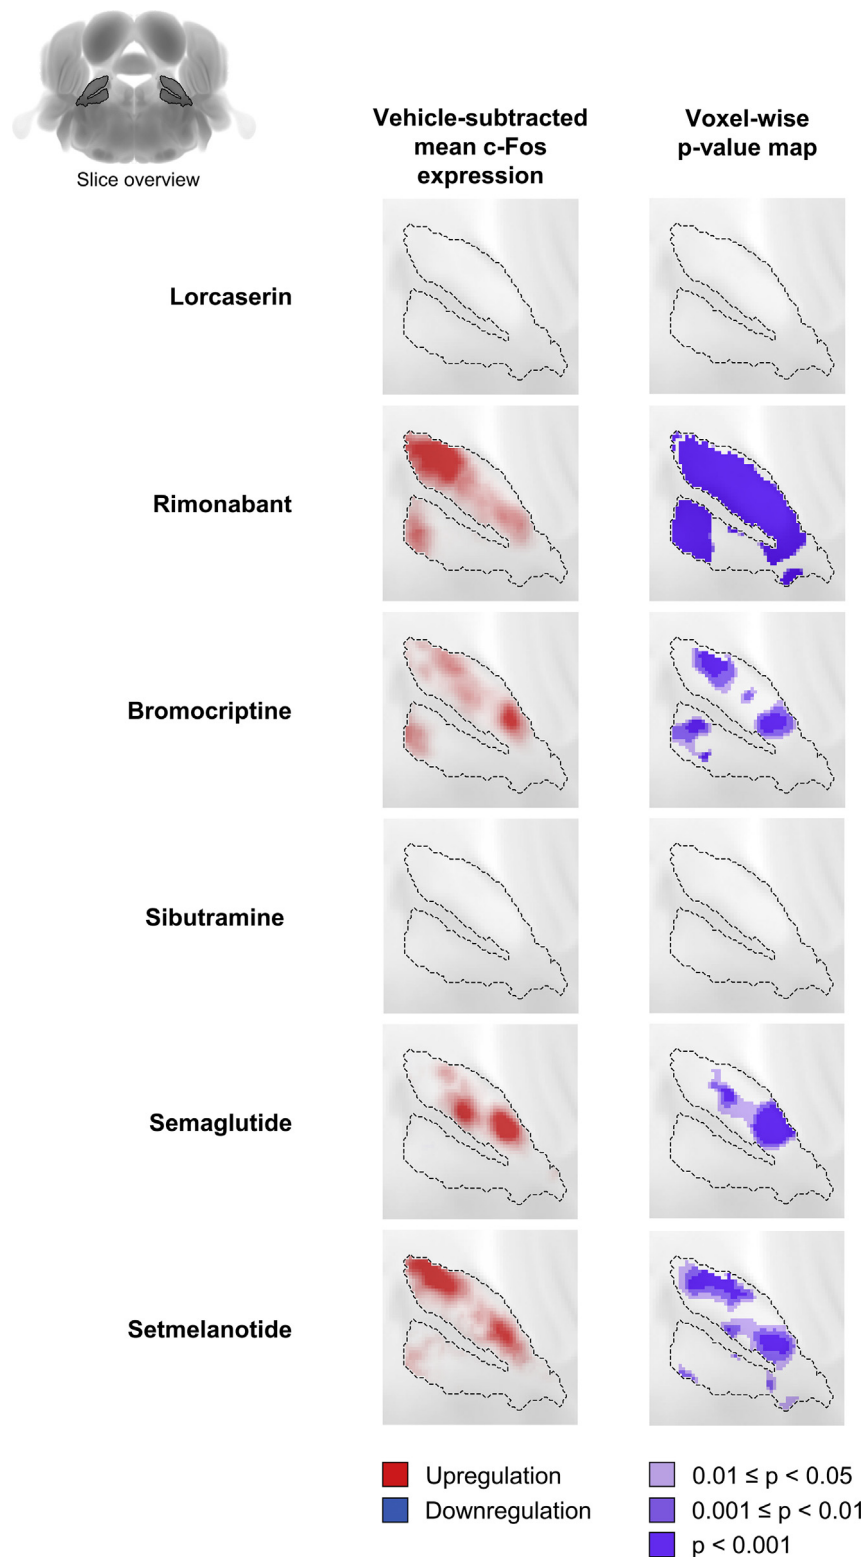 Slice overview
Vehicle-subtracted
mean c-Fos
expression
Voxel-wise
p-value map
Lorcaserin
Rimonabant
Bromocriptine
Sibutramine
Semaglutide
Setmelanotide
Upregulation
Downregulation
0.01 ≤ p < 0.05
0.001 ≤ p < 0.01
p < 0.001